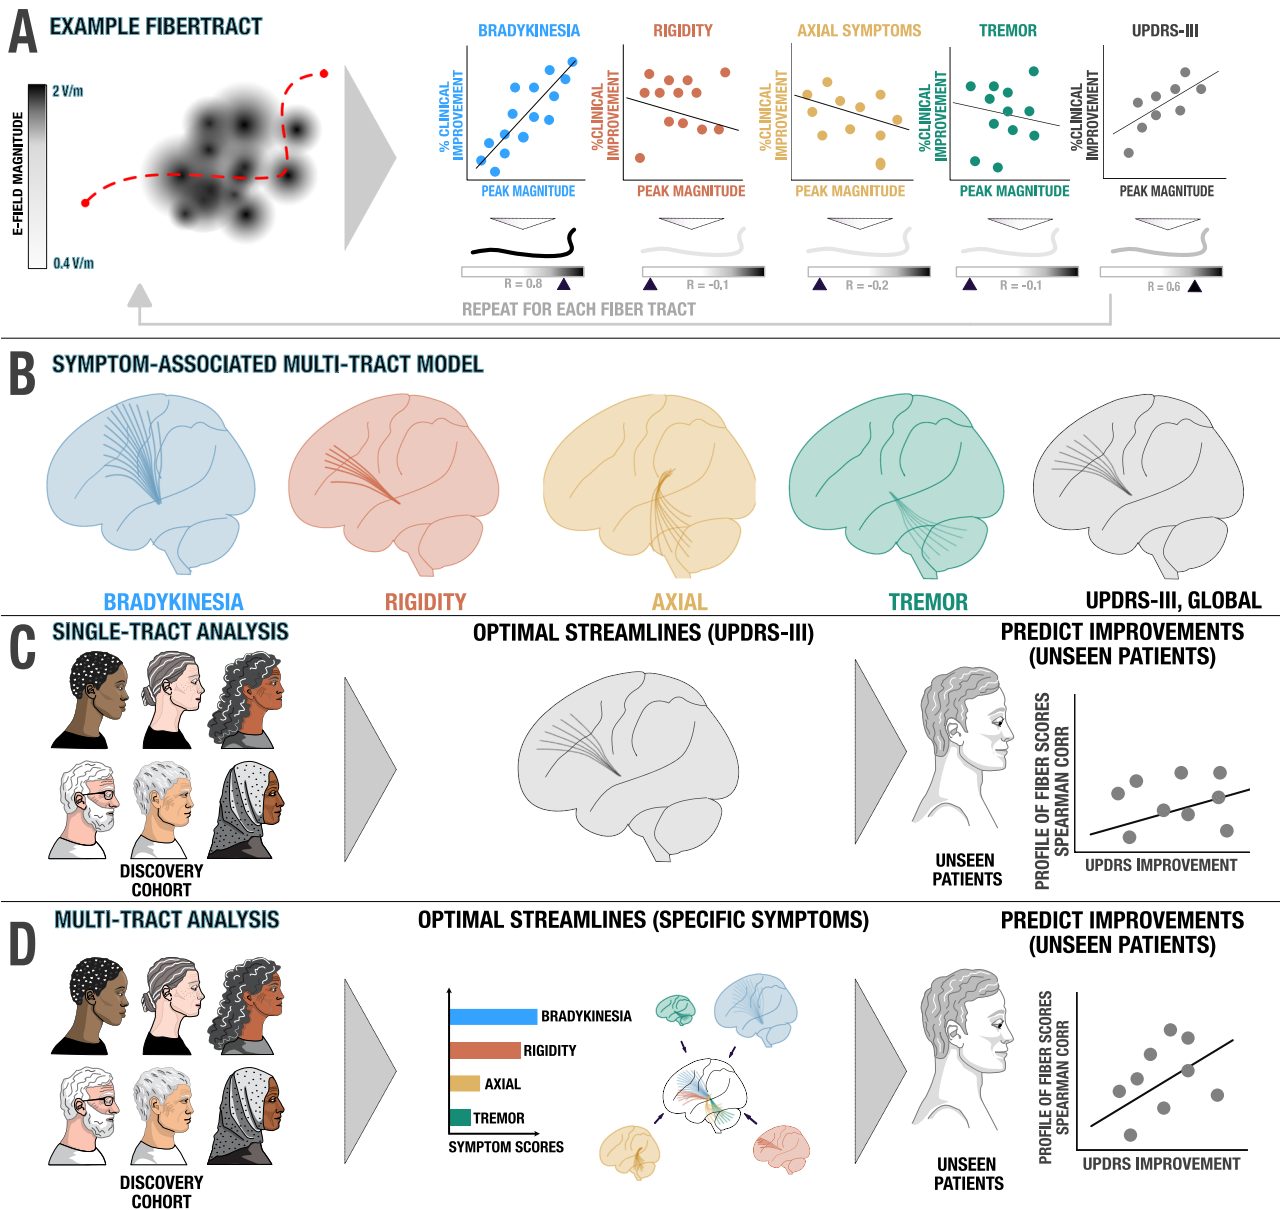 A EXAMPLE FIBERTRACT
2 V/m
E-FIELD MAGNITUDE
0.4 V/m
BRADYKINESIA
%CLINICAL
IMPROVEMENT
PEAK MAGNITUDE
R = 0.8
RIGIDITY
%CLINICAL
IMPROVEMENT
PEAK MAGNITUDE
R = -0.1
AXIAL SYMPTOMS
%CLINICAL
IMPROVEMENT
PEAK MAGNITUDE
R = -0.2
TREMOR
%CLINICAL
IMPROVEMENT
PEAK MAGNITUDE
R = -0.1
UPDRS-III
%CLINICAL
IMPROVEMENT
PEAK MAGNITUDE
R = 0.6
REPEAT FOR EACH FIBER TRACT
B SYMPTOM-ASSOCIATED MULTI-TRACT MODEL
BRADYKINESIA
RIGIDITY
AXIAL
TREMOR
UPDRS-III, GLOBAL
C SINGLE-TRACT ANALYSIS
DISCOVERY
COHORT
OPTIMAL STREAMLINES (UPDRS-III)
UNSEEN
PATIENTS
PREDICT IMPROVEMENTS
(UNSEEN PATIENTS)
PROFILE OF FIBER SCORES
SPEARMAN CORR
UPDRS IMPROVEMENT
D MULTI-TRACT ANALYSIS
DISCOVERY
COHORT
OPTIMAL STREAMLINES (SPECIFIC SYMPTOMS)
BRADYKINESIA
RIGIDITY
AXIAL
TREMOR
SYMPTOM SCORES
UNSEEN
PATIENTS
PREDICT IMPROVEMENTS
(UNSEEN PATIENTS)
PROFILE OF FIBER SCORES
SPEARMAN CORR
UPDRS IMPROVEMENT